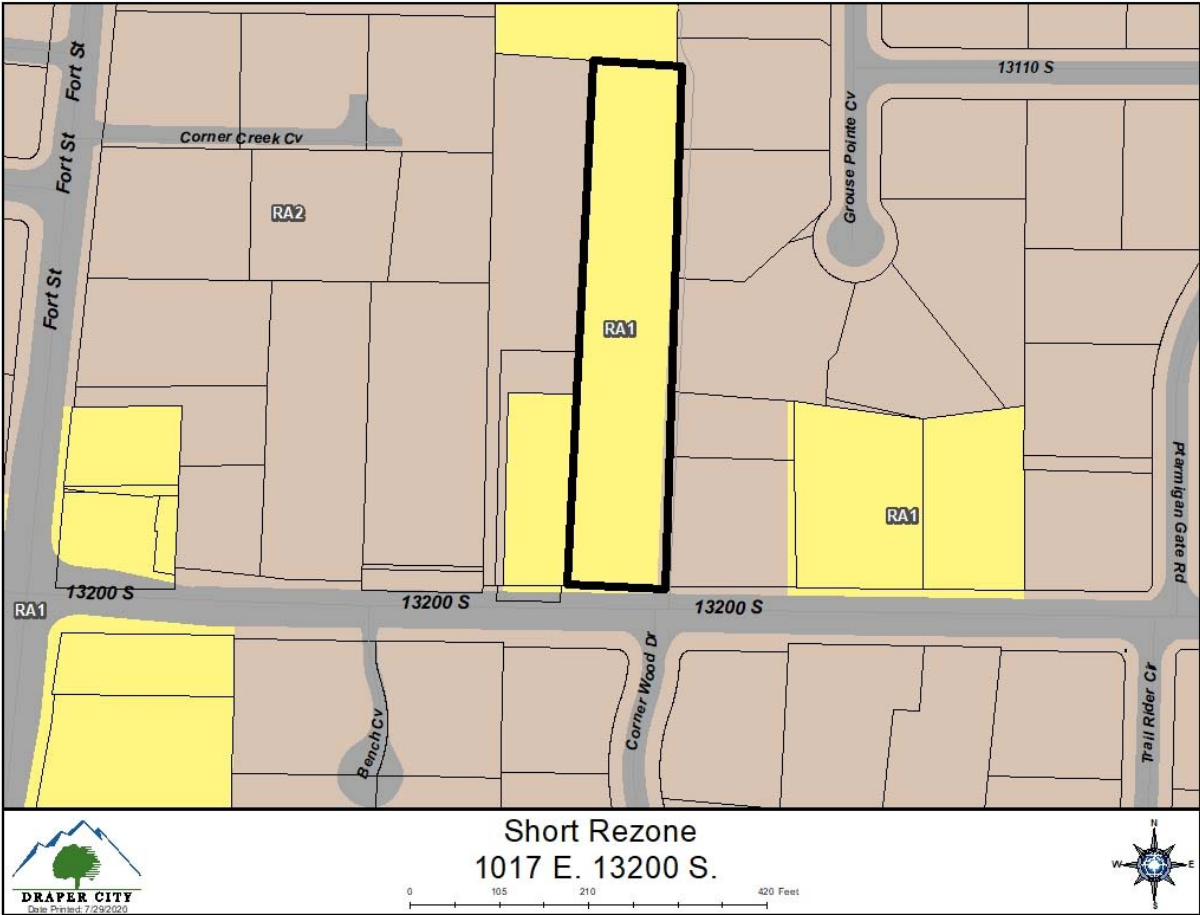 Fort St
13110 S
Corner Creek Cv
Fort St
Grouse Pointe Cv
RA2
Fort St
RA1
RA1
Ptarmigan Gate Rd
13200 S
13200 S
13200 S
RA1
Corner Wood Dr
Bench Cv
Trail Rider Cir
Short Rezone
1017 E. 13200 S.
0 105 210 420 Feet
DRAPER CITY
Date Printed: 7/29/2020
N
W E
S